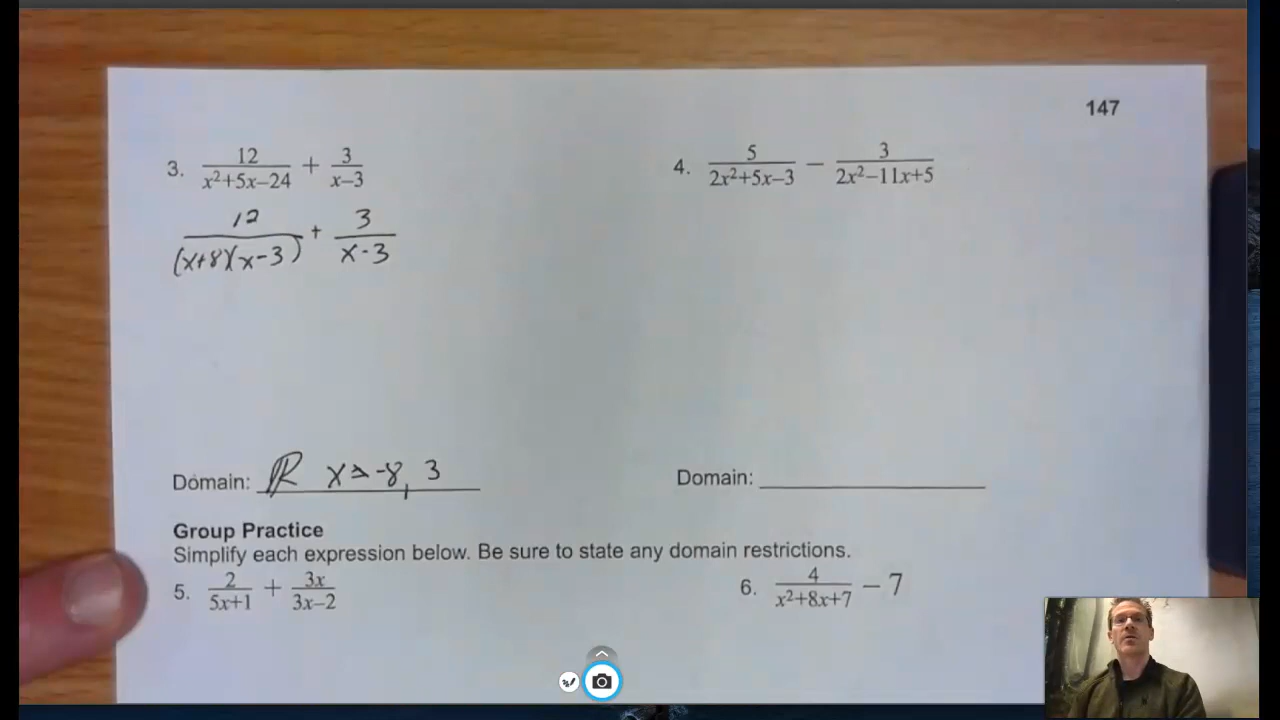 147
3. 12/(x²+5x−24) + 3/(x−3)
4. 5/(2x²+5x−3) − 3/(2x²−11x+5)
12/((x+8)(x-3)) + 3/(x-3)
Domain: ℝ x≠-8, 3
Domain: ____________
Group Practice
Simplify each expression below. Be sure to state any domain restrictions.
5. 2/(5x+1) + 3x/(3x−2)
6. 4/(x²+8x+7) − 7